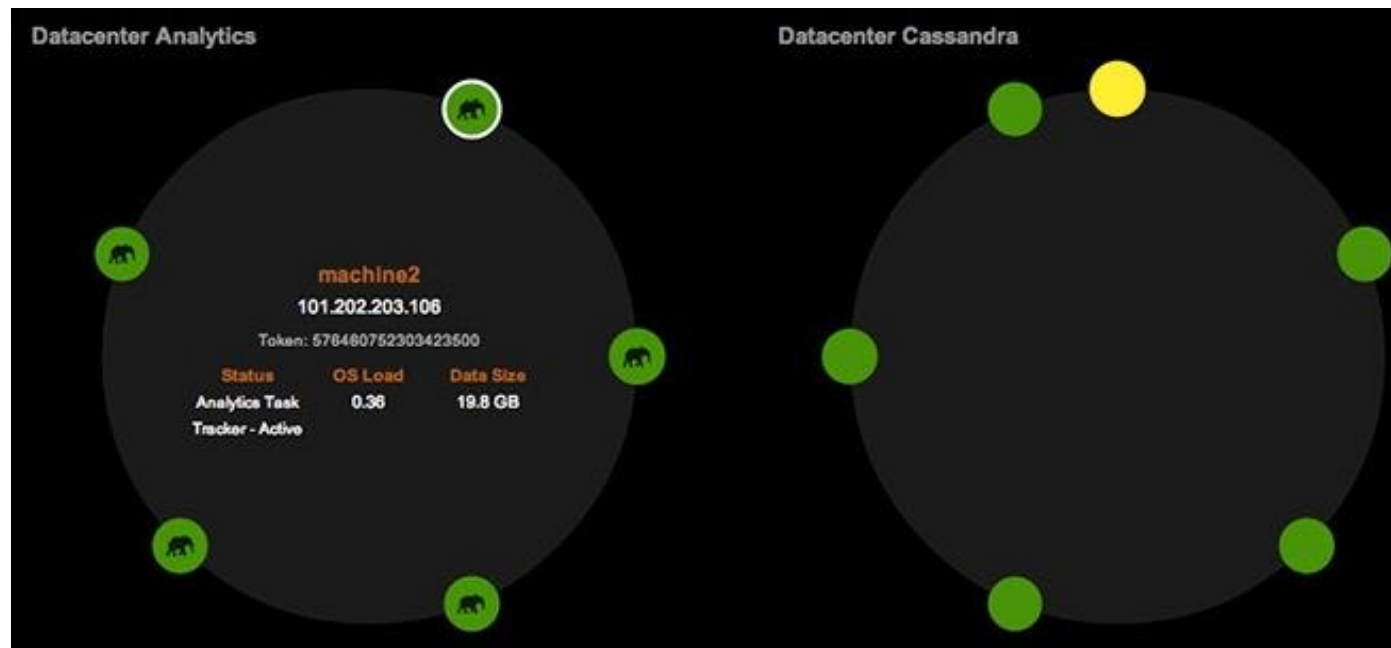 Datacenter Analytics
Datacenter Cassandra
machine2
101.202.203.106
Token: 576460752303423500
Status OS Load Data Size
Analytics Task 0.36 19.8 GB
Tracker - Active